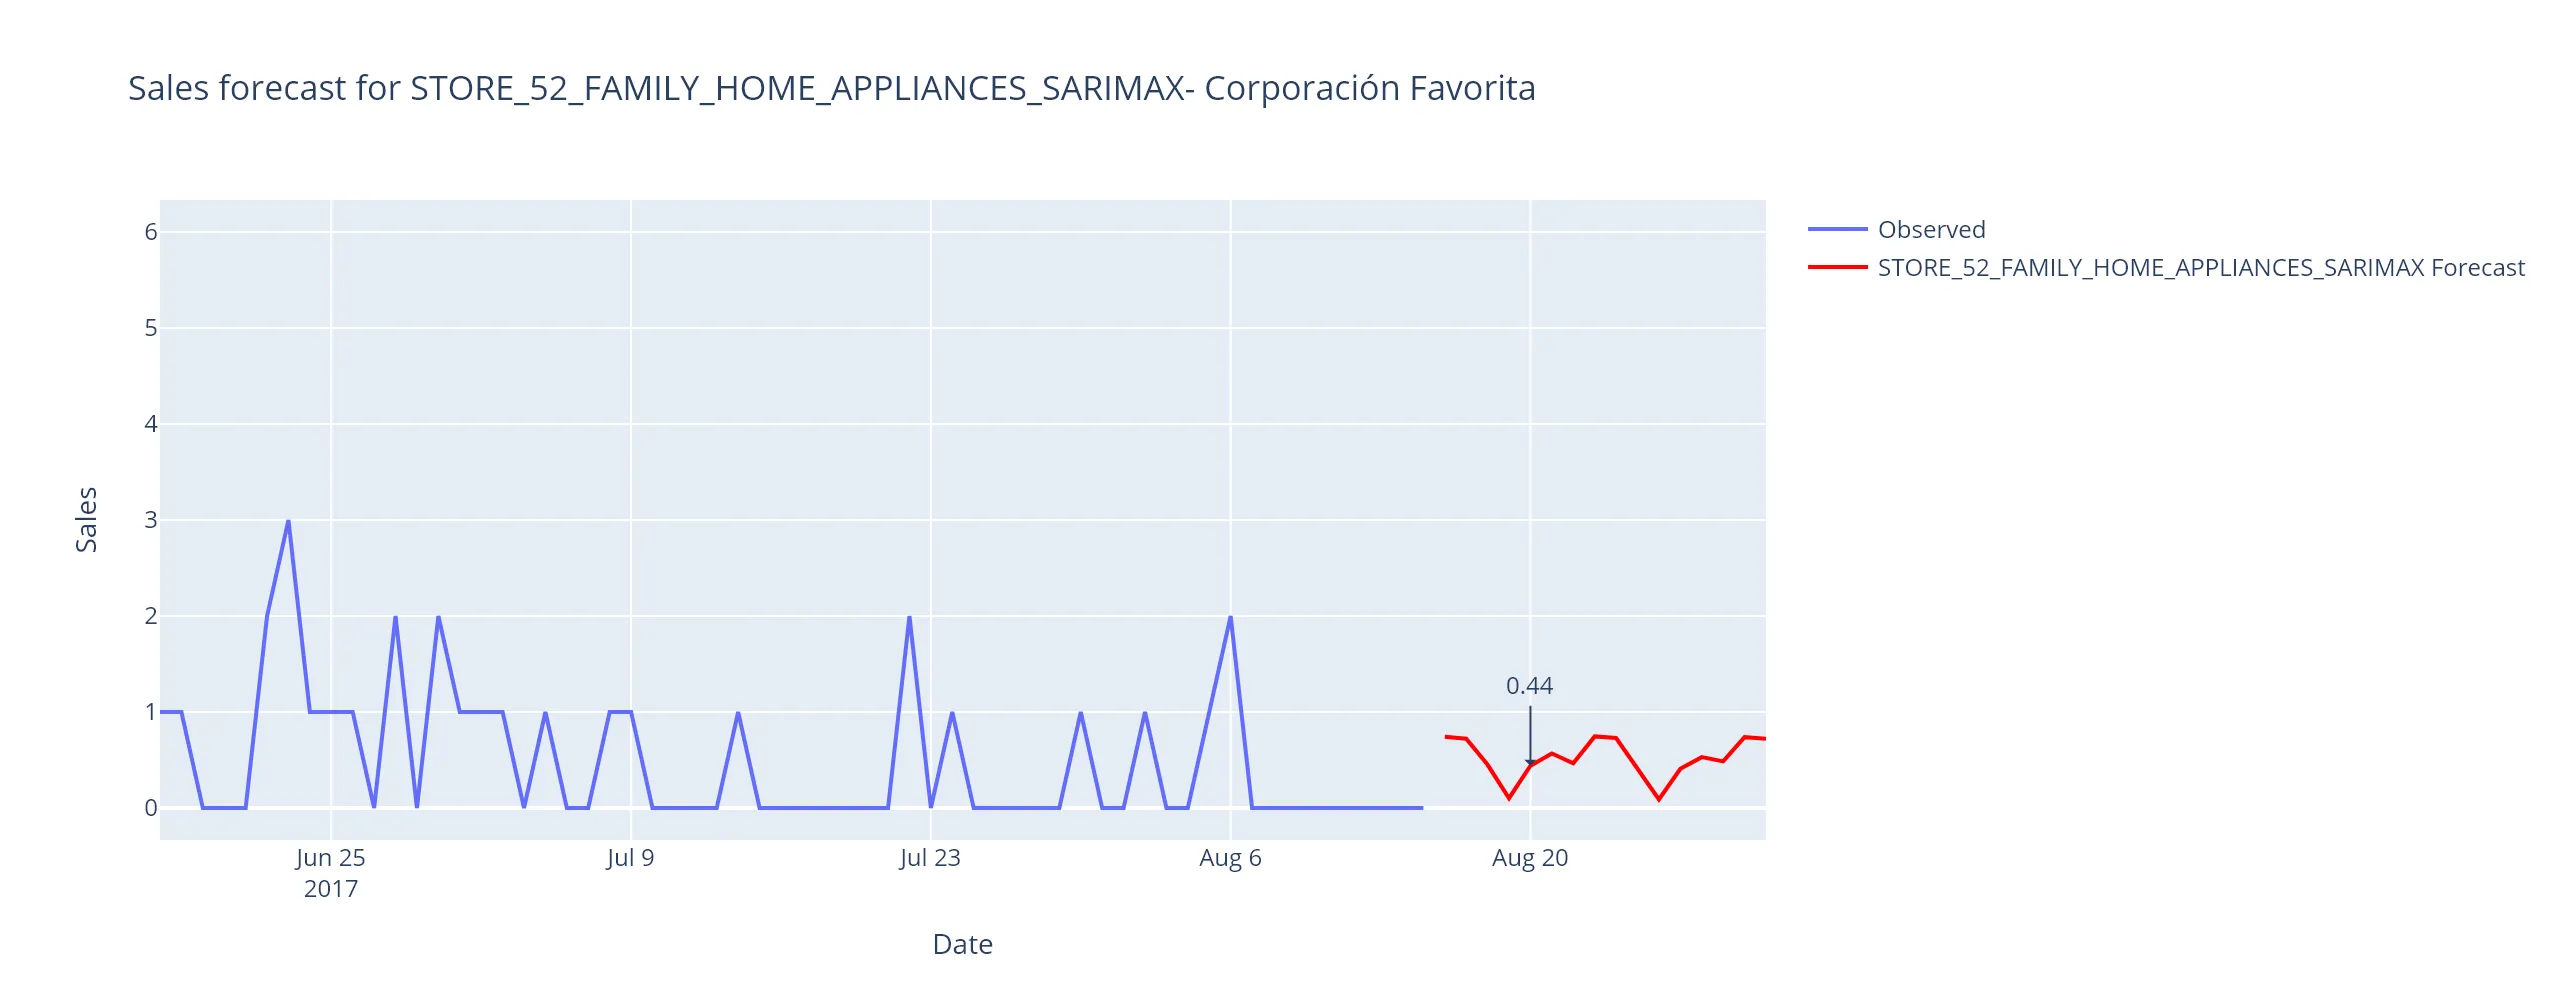 Sales forecast for STORE_52_FAMILY_HOME_APPLIANCES_SARIMAX- Corporación Favorita
Observed
STORE_52_FAMILY_HOME_APPLIANCES_SARIMAX Forecast
6
5
4
3
2
1
0
Sales
0.44
Jun 25
2017
Jul 9
Jul 23
Aug 6
Aug 20
Date